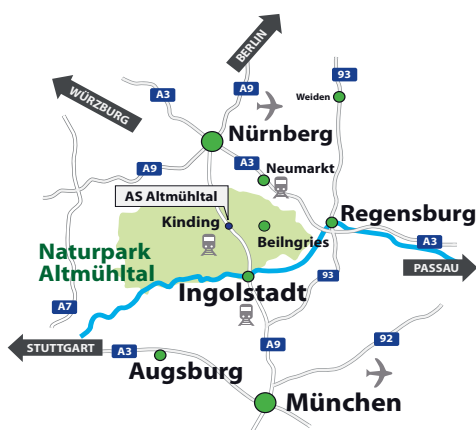 BERLIN
WÜRZBURG
A9
93
A3
Weiden
Nürnberg
A9
A3
Neumarkt
AS Altmühltal
Kinding
Regensburg
Beilngries
A3
Naturpark
Altmühltal
PASSAU
93
Ingolstadt
A7
STUTTGART
A3
A9
92
Augsburg
München